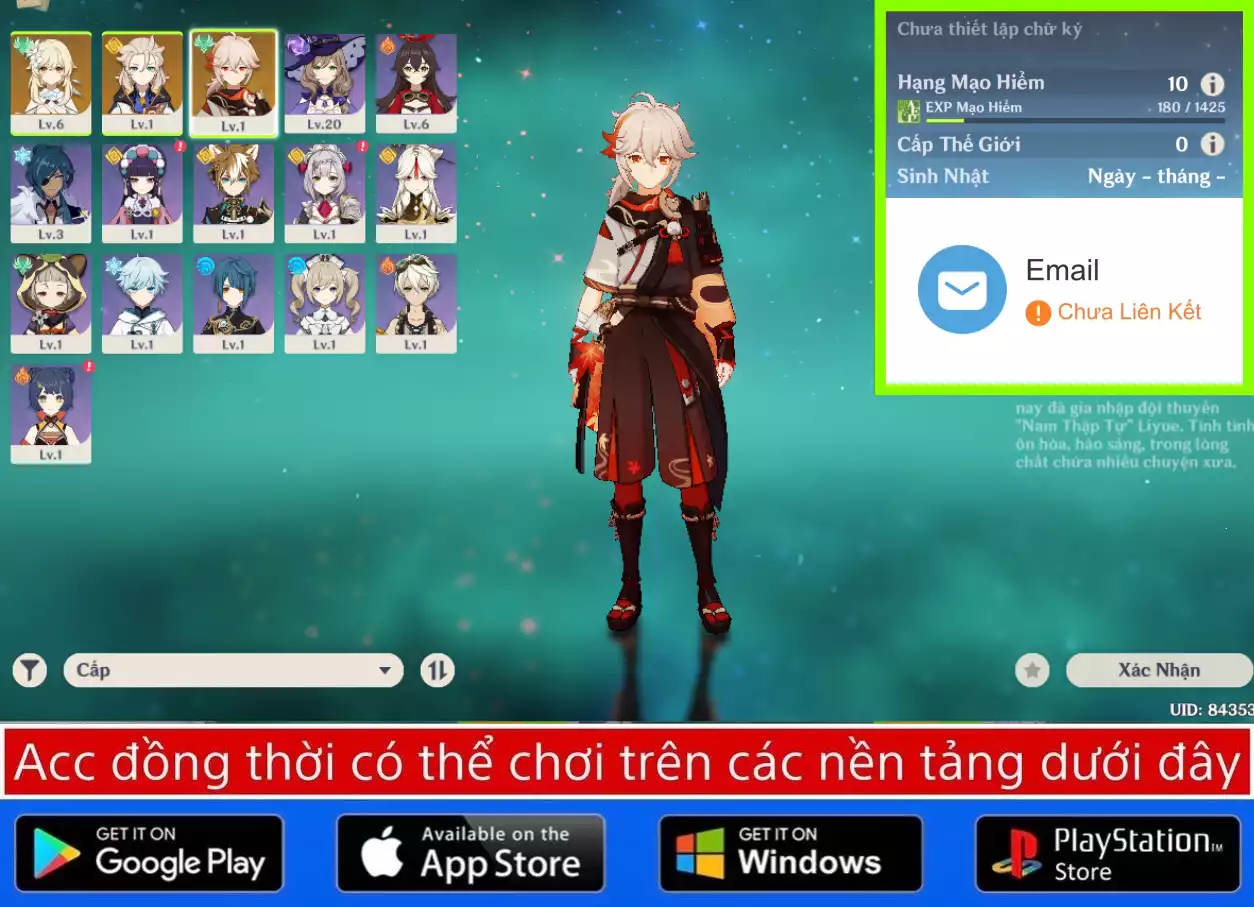 Lv.6
Lv.1
Lv.1
Lv.20
Lv.6
Lv.3
Lv.1
Lv.1
Lv.1
Lv.1
Lv.1
Lv.1
Lv.1
Lv.1
Lv.1
Lv.1
Chưa thiết lập chữ ký
Hạng Mạo Hiểm 10
EXP Mạo Hiểm 180 / 1425
Cấp Thế Giới 0
Sinh Nhật Ngày - tháng -
Email
Chưa Liên Kết
nay đã gia nhập đội thuyền
"Nam Thập Tự" Liyue. Tính tình
ôn hòa, hào sảng, trong lòng
chất chứa nhiều chuyện xưa.
Cấp
Xác Nhận
UID: 84353
Acc đồng thời có thể chơi trên các nền tảng dưới đây
GET IT ON
Google Play
Available on the
App Store
GET IT ON
Windows
PlayStation™
Store